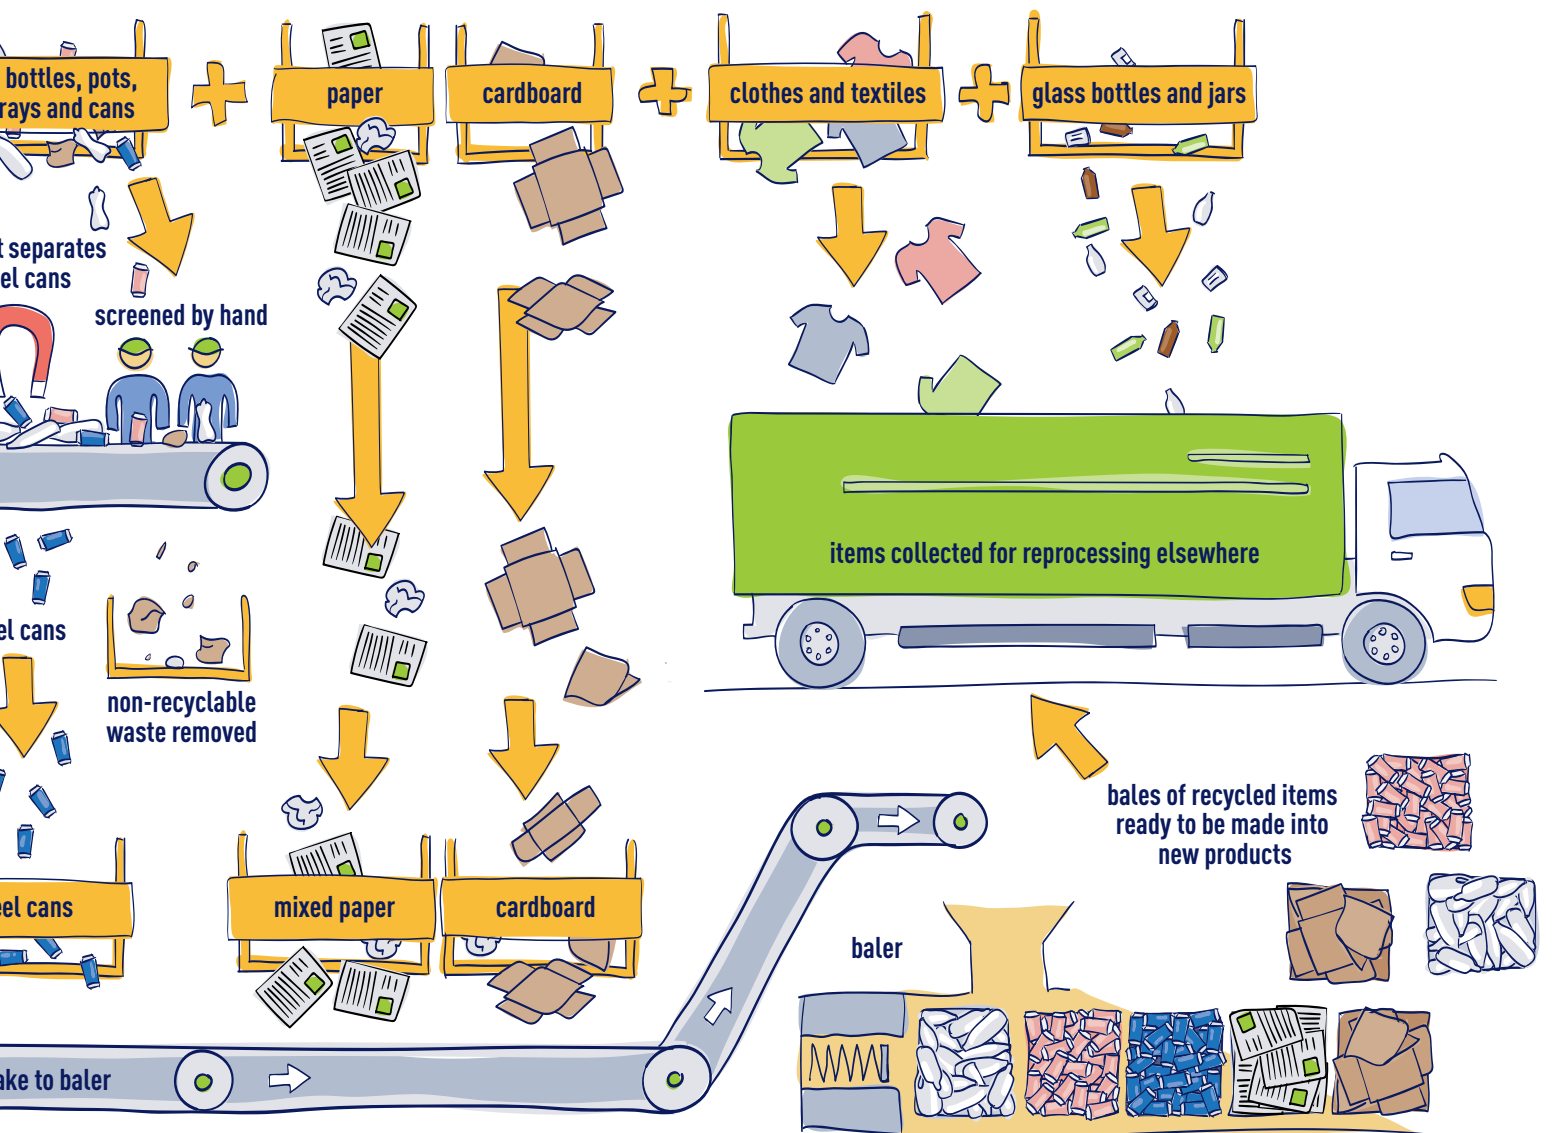 bottles, pots,
rays and cans
paper
cardboard
clothes and textiles
glass bottles and jars
t separates
el cans
screened by hand
items collected for reprocessing elsewhere
el cans
non-recyclable
waste removed
bales of recycled items
ready to be made into
new products
eel cans
mixed paper
cardboard
baler
ake to baler